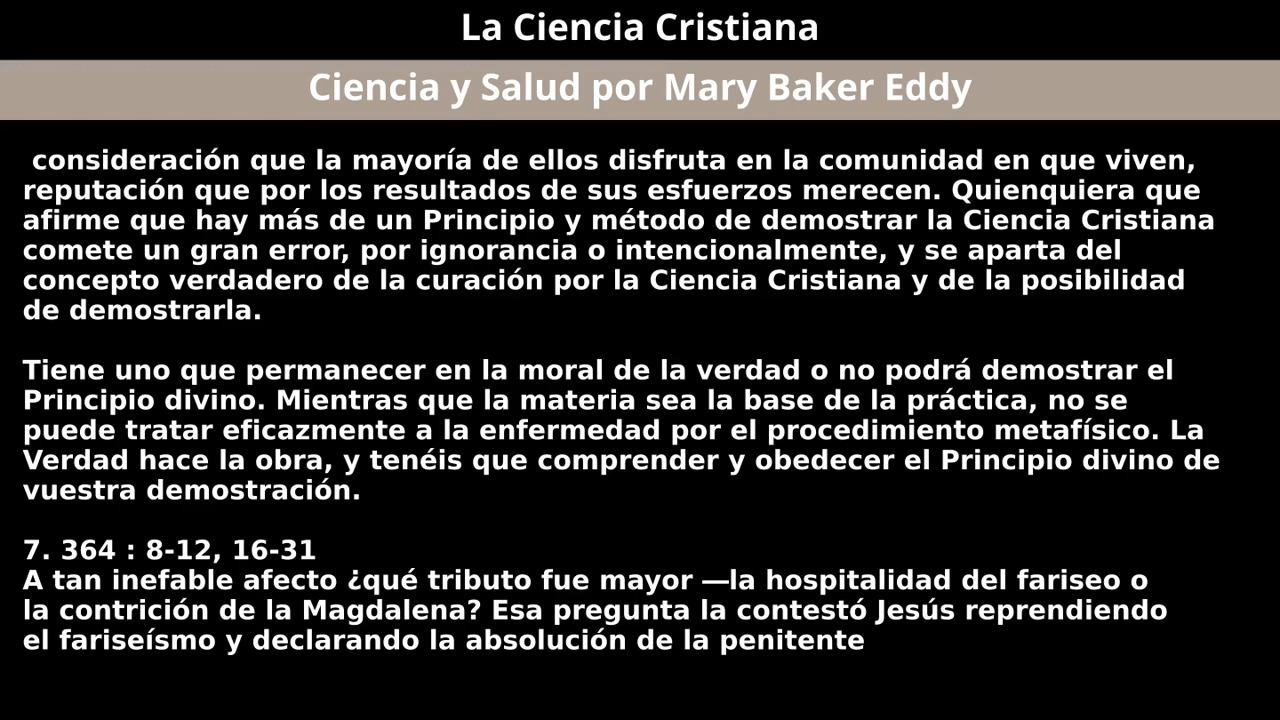 La Ciencia Cristiana
Ciencia y Salud por Mary Baker Eddy
consideración que la mayoría de ellos disfruta en la comunidad en que viven,
reputación que por los resultados de sus esfuerzos merecen. Quienquiera que
afirme que hay más de un Principio y método de demostrar la Ciencia Cristiana
comete un gran error, por ignorancia o intencionalmente, y se aparta del
concepto verdadero de la curación por la Ciencia Cristiana y de la posibilidad
de demostrarla.
Tiene uno que permanecer en la moral de la verdad o no podrá demostrar el
Principio divino. Mientras que la materia sea la base de la práctica, no se
puede tratar eficazmente a la enfermedad por el procedimiento metafísico. La
Verdad hace la obra, y tenéis que comprender y obedecer el Principio divino de
vuestra demostración.
7. 364 : 8-12, 16-31
A tan inefable afecto ¿qué tributo fue mayor —la hospitalidad del fariseo o
la contrición de la Magdalena? Esa pregunta la contestó Jesús reprendiendo
el fariseísmo y declarando la absolución de la penitente